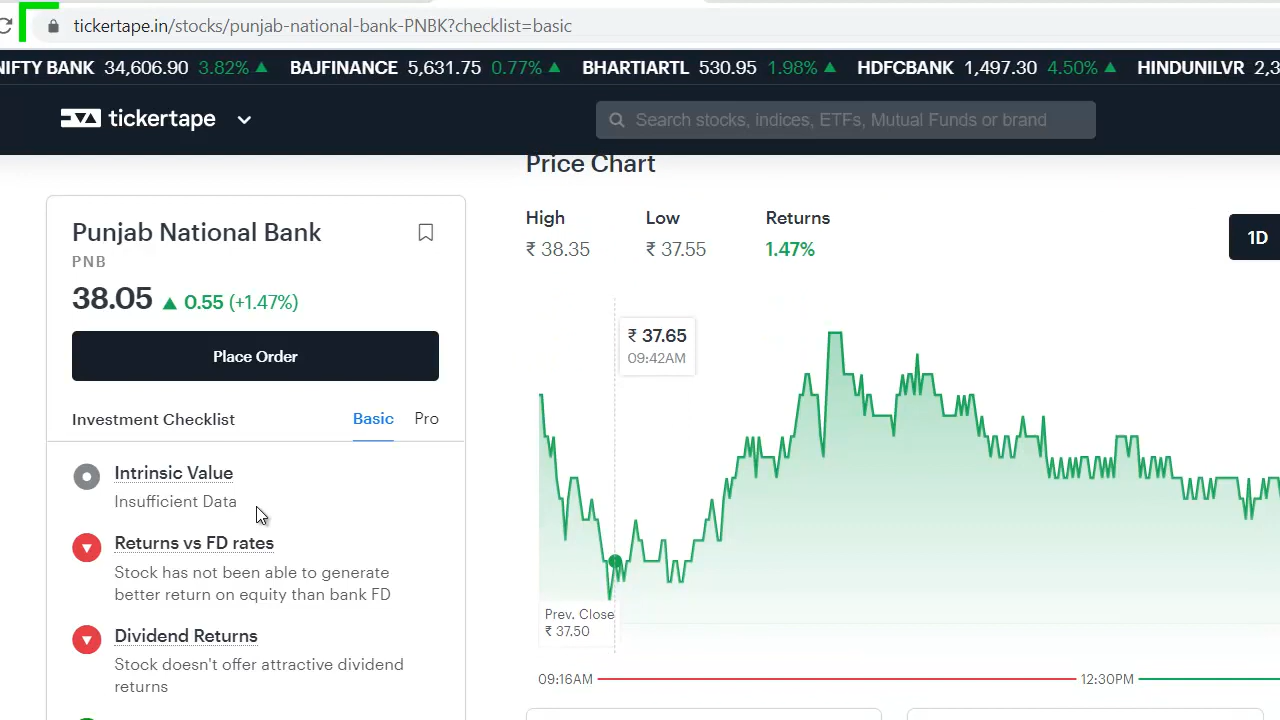 tickertape.in/stocks/punjab-national-bank-PNBK?checklist=basic
NIFTY BANK 34,606.90 3.82% ▲ BAJFINANCE 5,631.75 0.77% ▲ BHARTIARTL 530.95 1.98% ▲ HDFCBANK 1,497.30 4.50% ▲ HINDUNILVR 2,3
tickertape
Search stocks, indices, ETFs, Mutual Funds or brand
Price Chart
High Low Returns
₹ 38.35 ₹ 37.55 1.47%
1D
Punjab National Bank
PNB
38.05 ▲ 0.55 (+1.47%)
Place Order
Investment Checklist Basic Pro
Intrinsic Value
Insufficient Data
Returns vs FD rates
Stock has not been able to generate
better return on equity than bank FD
Dividend Returns
Stock doesn't offer attractive dividend
returns
₹ 37.65
09:42AM
Prev. Close
₹ 37.50
09:16AM 12:30PM